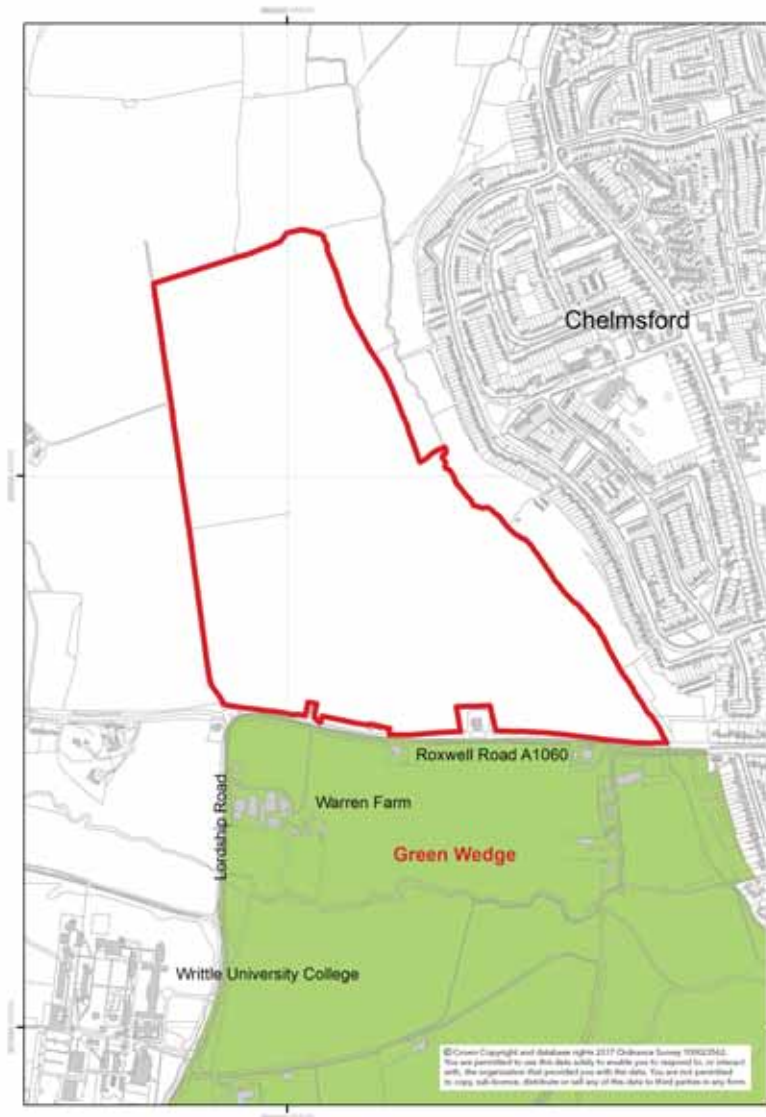 Chelmsford
Roxwell Road A1060
Lordship Road
Warren Farm
Green Wedge
Writtle University College
© Crown Copyright and database rights 2017 Ordnance Survey
You are permitted to use this data solely to enable you to respond to, or interact
with, the organisation that provided you with the data. You are not permitted
to copy, sub-licence, distribute or sell any of this data to third parties in any form.